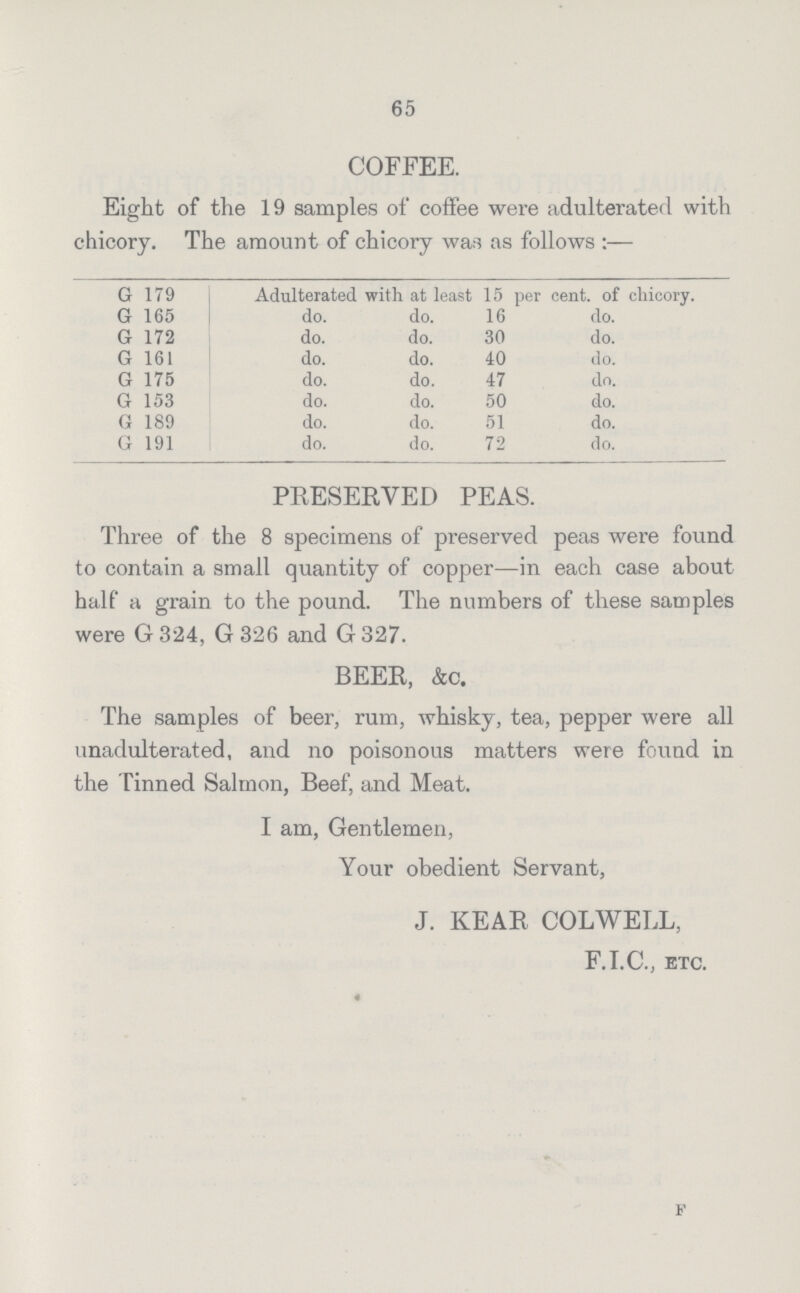 65
COFFEE.
Eight of the 19 samples of coffee were adulterated with
chicory. The amount of chicory was as follows :—
G 179 Adulterated with at least 15 per cent. of chicory.
G 165 do. do. 16 do.
G 172 do. do. 30 do.
G 161 do. do. 40 do.
G 175 do. do. 47 do.
G 153 do. do. 50 do.
G 189 do. do. 51 do.
G 191 do. do. 72 do.
PRESERVED PEAS.
Three of the 8 specimens of preserved peas were found
to contain a small quantity of copper—in each case about
half a grain to the pound. The numbers of these samples
were G 324, G 326 and G 327.
BEER, &c.
The samples of beer, rum, whisky, tea, pepper were all
unadulterated, and no poisonous matters were found in
the Tinned Salmon, Beef, and Meat.
I am, Gentlemen,
Your obedient Servant,
J. KEAR COLWELL,
F.I.C., ETC.
F